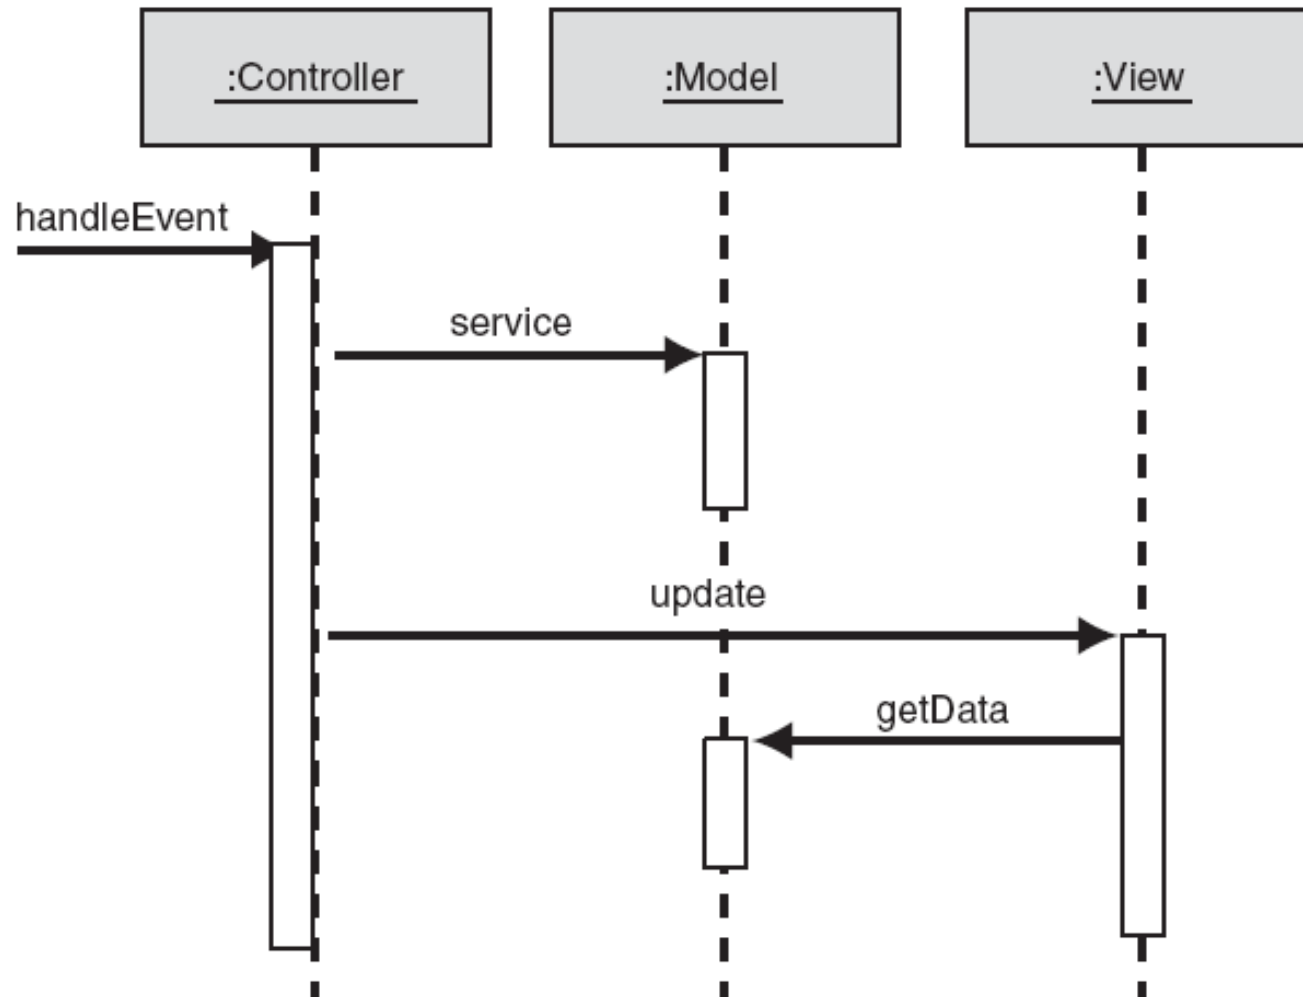 :Controller
:Model
:View
handleEvent
service
update
getData